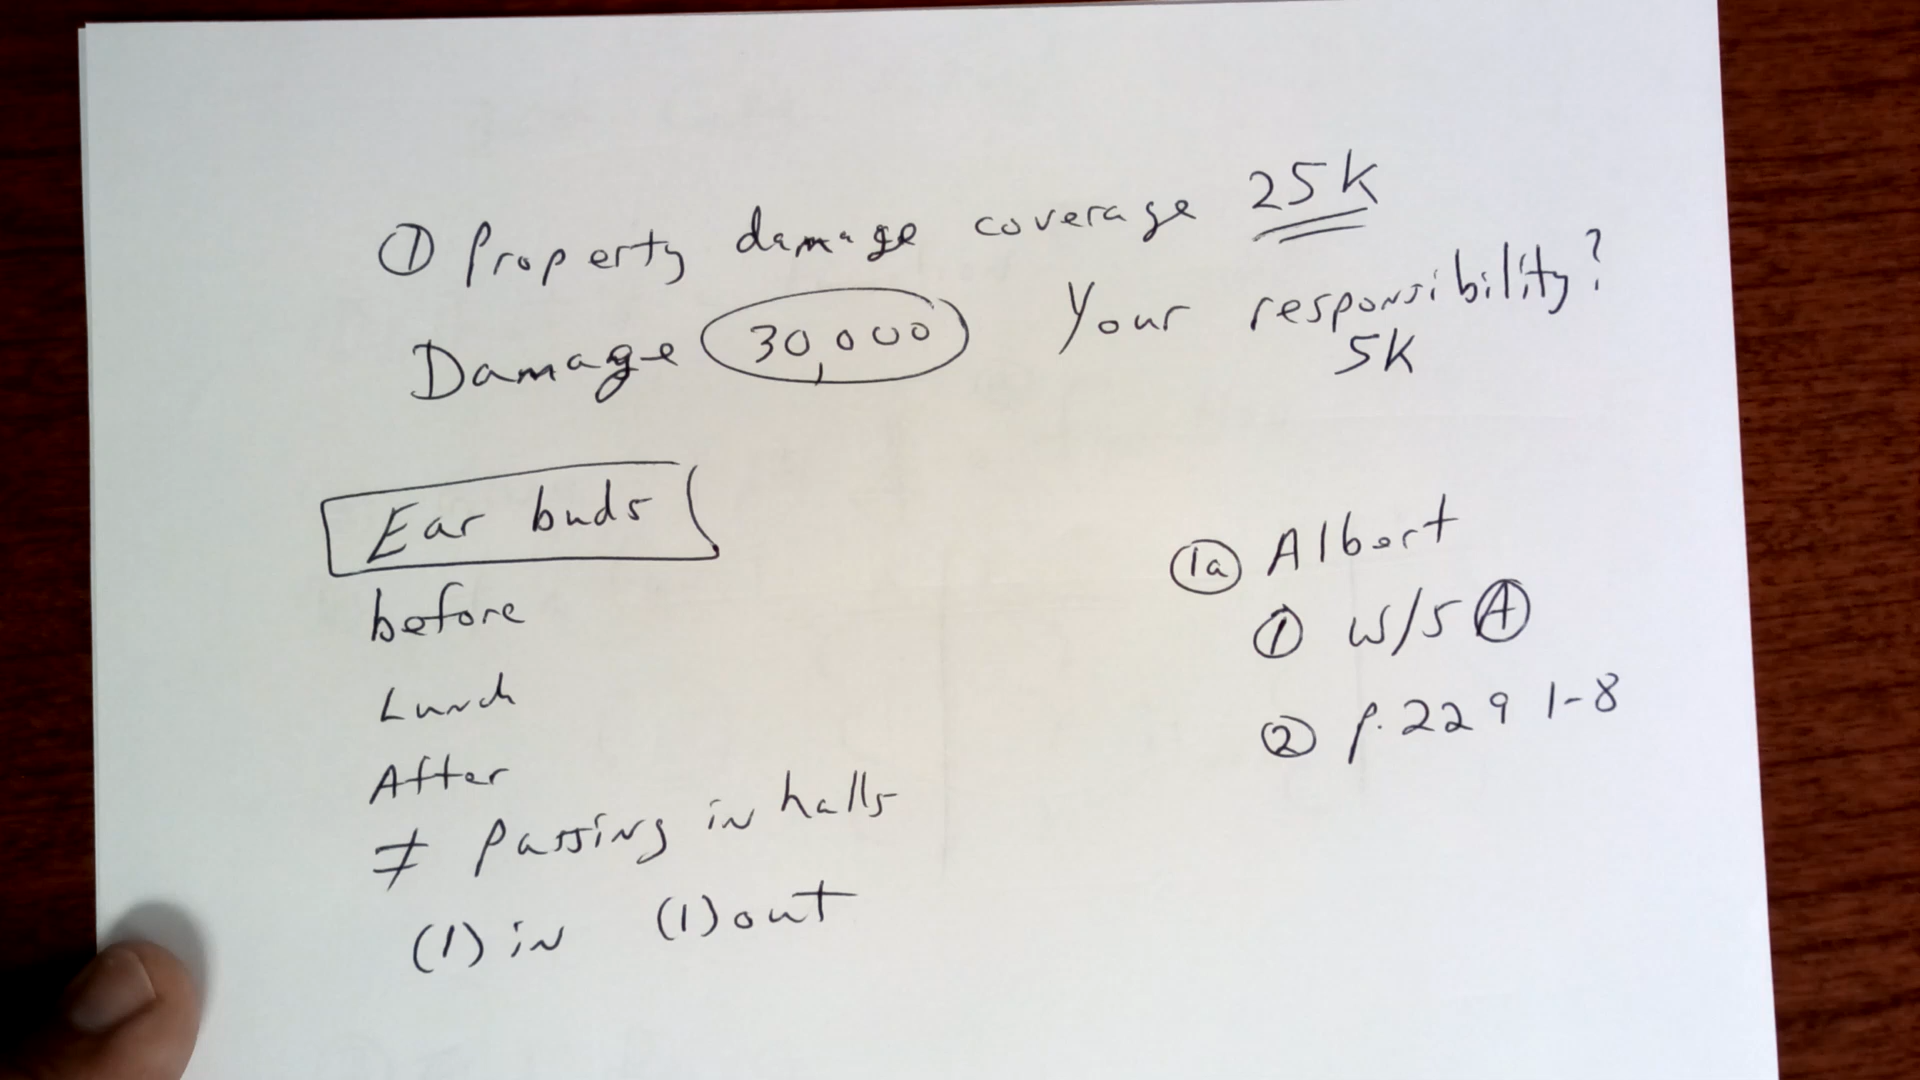 ① Property damage coverage 25K
Damage 30,000 Your responsibility?
5K
Ear buds
before
Lunch
After
≠ Passing in halls
(1) in (1) out
1a Albert
① W/S A
② p. 229 1-8